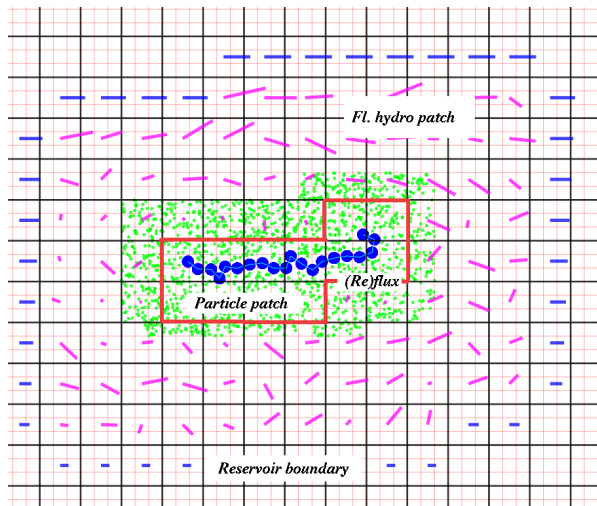 Fl. hydro patch
(Re)flux
Particle patch
Reservoir boundary